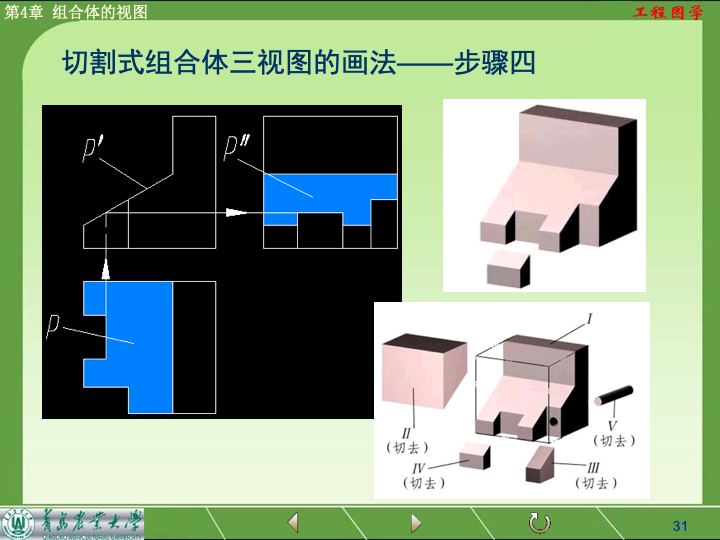 第4章 组合体的视图
工程图学
切割式组合体三视图的画法——步骤四
p′
p″
p
I
II
(切去)
IV
(切去)
III
(切去)
V
(切去)
青岛农业大学
31